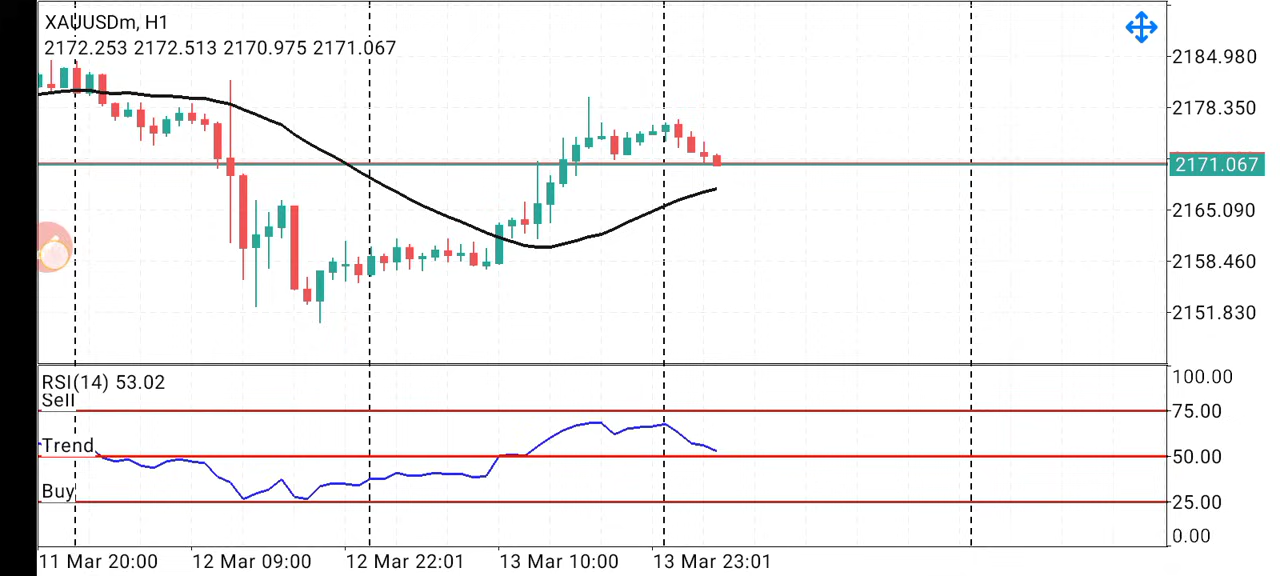 XAUUSDm, H1
2172.253 2172.513 2170.975 2171.067
2184.980
2178.350
2171.067
2165.090
2158.460
2151.830
RSI(14) 53.02
100.00
Sell
75.00
Trend
50.00
Buy
25.00
0.00
11 Mar 20:00 12 Mar 09:00 12 Mar 22:01 13 Mar 10:00 13 Mar 23:01